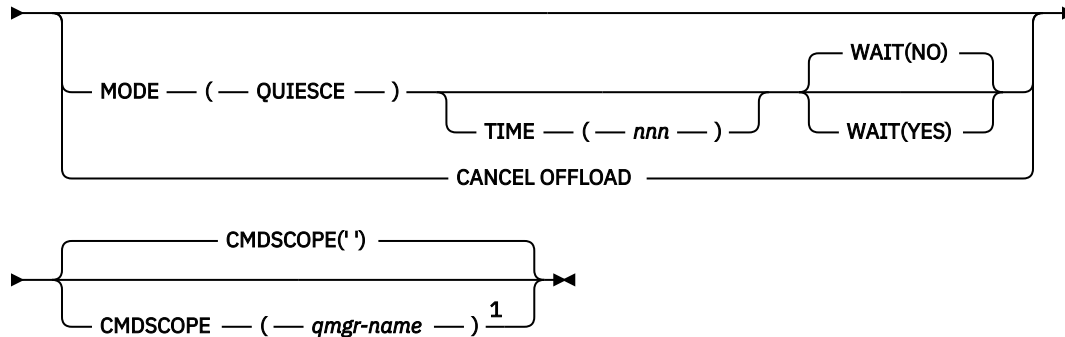 WAIT(NO)
MODE ( QUIESCE )
TIME ( nnn )
WAIT(YES)
CANCEL OFFLOAD
CMDSCOPE(' ')
CMDSCOPE ( qmgr-name ) 1